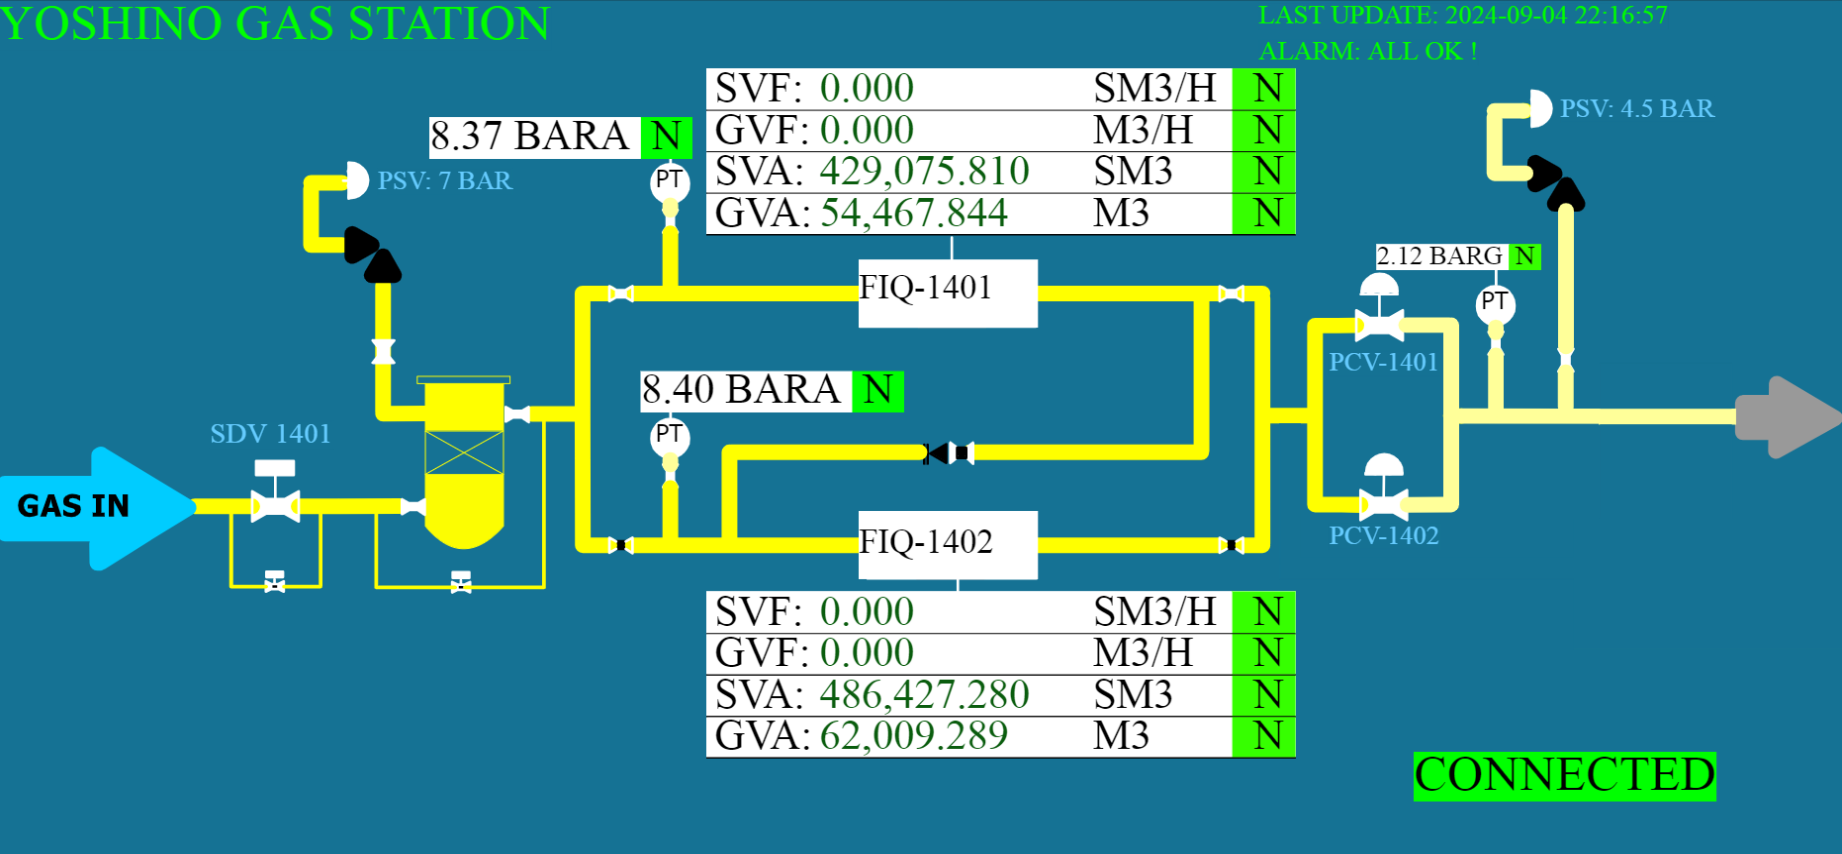 YOSHINO GAS STATION
LAST UPDATE: 2024-09-04 22:16:57
ALARM: ALL OK !
SVF: 0.000 SM3/H N
GVF: 0.000 M3/H N
SVA: 429,075.810 SM3 N
GVA: 54,467.844 M3 N
8.37 BARA N
PT
PSV: 7 BAR
PSV: 4.5 BAR
2.12 BARG N
PT
FIQ-1401
PCV-1401
8.40 BARA N
PT
SDV 1401
GAS IN
FIQ-1402
PCV-1402
SVF: 0.000 SM3/H N
GVF: 0.000 M3/H N
SVA: 486,427.280 SM3 N
GVA: 62,009.289 M3 N
CONNECTED